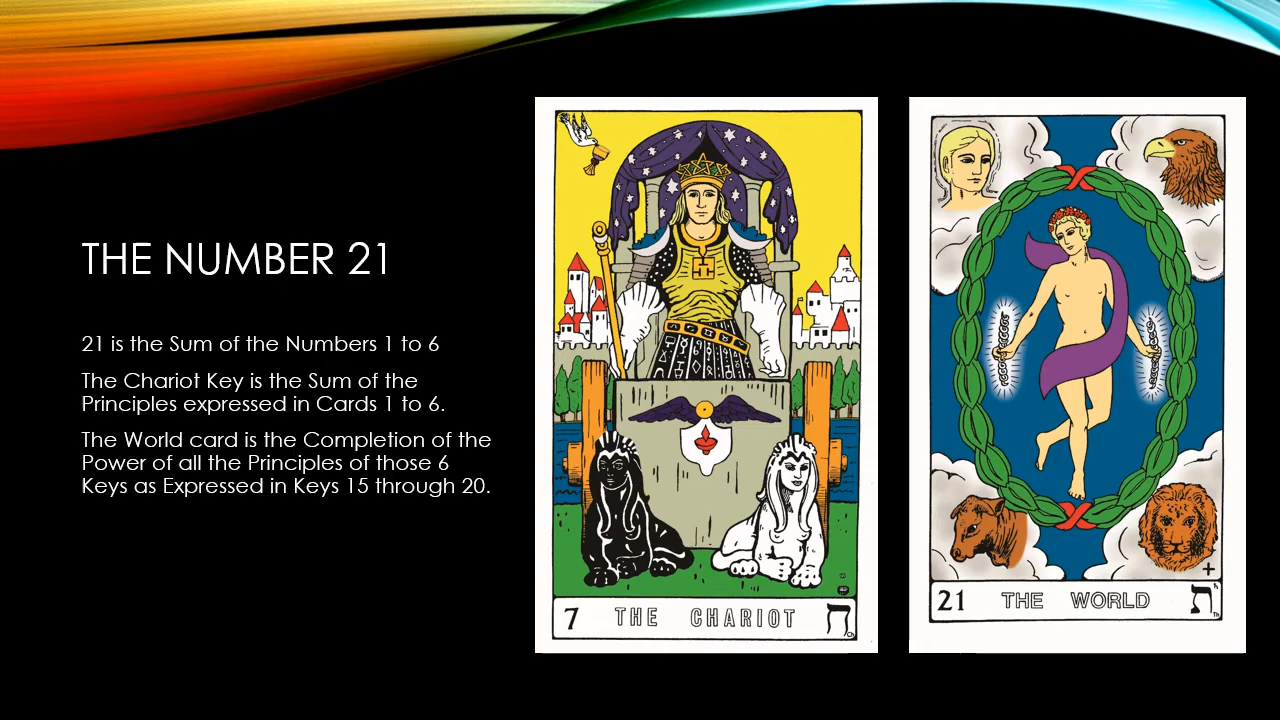 THE NUMBER 21
21 is the Sum of the Numbers 1 to 6
The Chariot Key is the Sum of the
Principles expressed in Cards 1 to 6.
The World card is the Completion of the
Power of all the Principles of those 6
Keys as Expressed in Keys 15 through 20.
7 THE CHARIOT ח Ch
21 THE WORLD ת Th